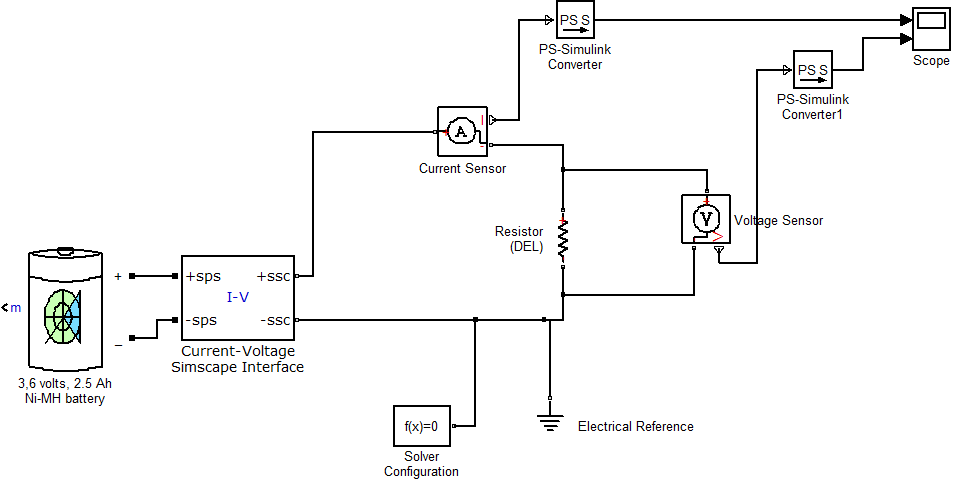 PS S
PS-Simulink
Converter
Scope
PS S
PS-Simulink
Converter1
I
A
+
-
Current Sensor
+
V
Voltage Sensor
+
Resistor
(DEL)
m
+
_
+sps
+ssc
I-V
-sps
-ssc
Current-Voltage
Simscape Interface
3,6 volts, 2.5 Ah
Ni-MH battery
f(x)=0
Solver
Configuration
Electrical Reference